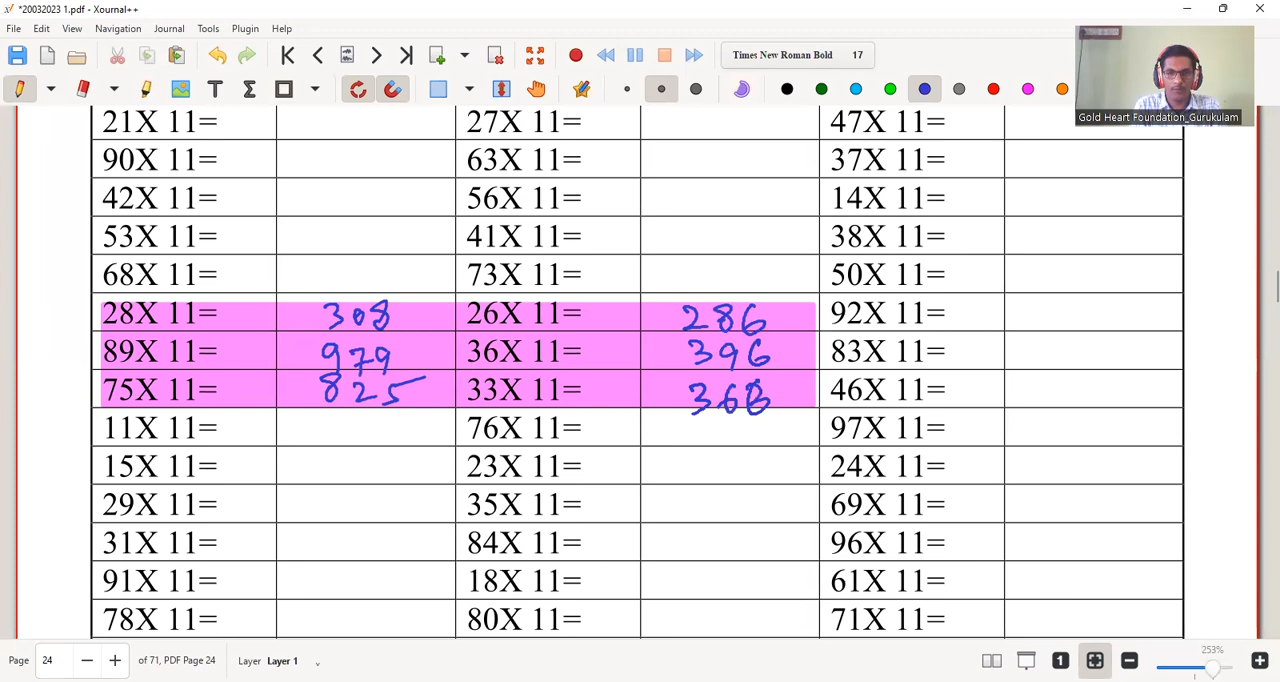 *20032023 1.pdf - Xournal++
File Edit View Navigation Journal Tools Plugin Help
Times New Roman Bold 17
Gold Heart Foundation_Gurukulam
21X 11= 27X 11= 47X 11=
90X 11= 63X 11= 37X 11=
42X 11= 56X 11= 14X 11=
53X 11= 41X 11= 38X 11=
68X 11= 73X 11= 50X 11=
28X 11= 308 26X 11= 286 92X 11=
89X 11= 979 36X 11= 396 83X 11=
75X 11= 825 33X 11= 46X 11=
11X 11= 76X 11= 97X 11=
15X 11= 23X 11= 24X 11=
29X 11= 35X 11= 69X 11=
31X 11= 84X 11= 96X 11=
91X 11= 18X 11= 61X 11=
78X 11= 80X 11= 71X 11=
253%
Page 24 of 71, PDF Page 24 Layer Layer 1 1